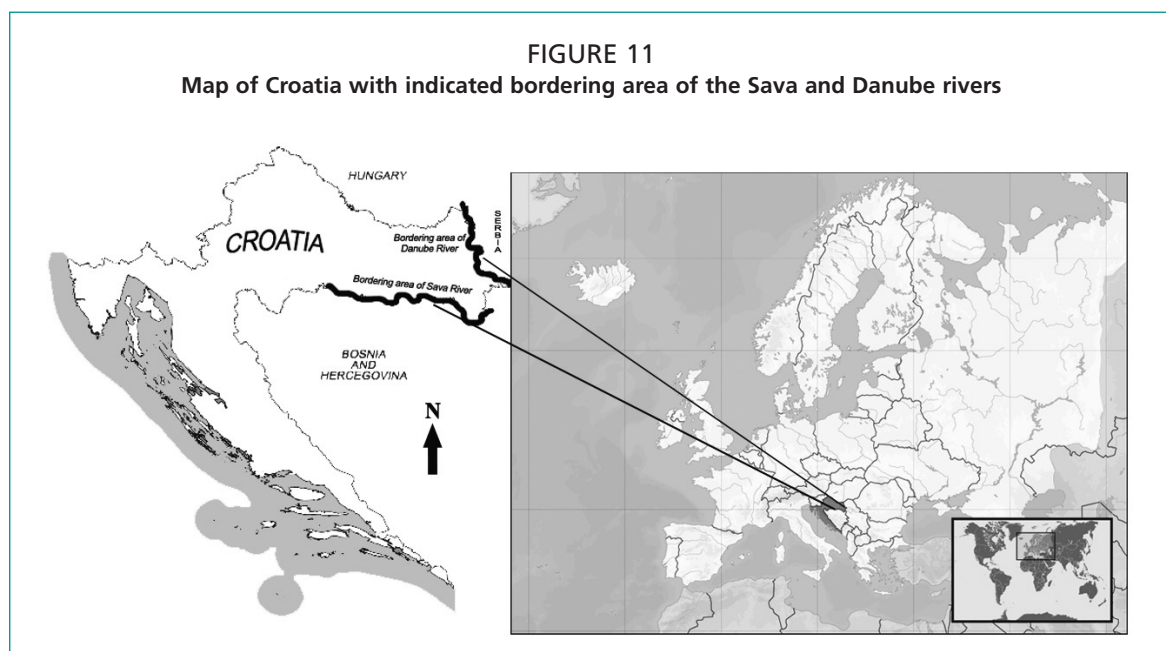 FIGURE 11
Map of Croatia with indicated bordering area of the Sava and Danube rivers
HUNGARY
SERBIA
CROATIA
Bordering area of
Danube River
Bordering area of Sava River
BOSNIA
AND
HERCEGOVINA
N